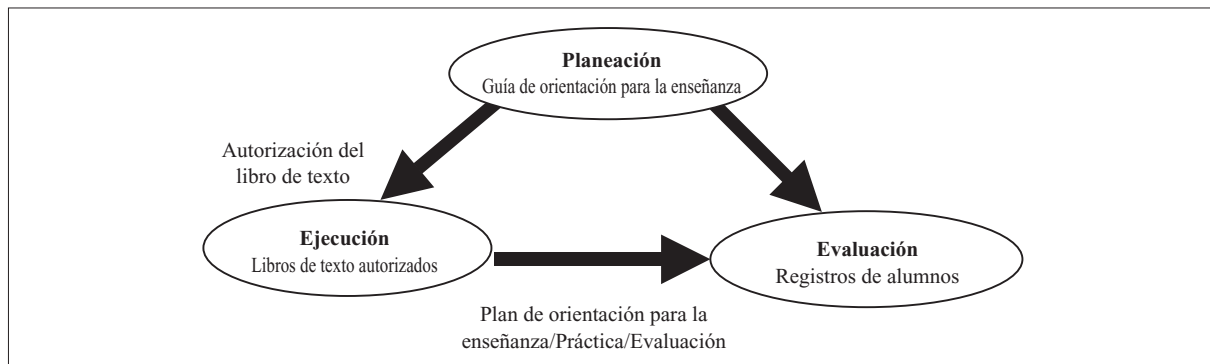 Planeación
Guía de orientación para la enseñanza
Autorización del
libro de texto
Ejecución
Libros de texto autorizados
Evaluación
Registros de alumnos
Plan de orientación para la
enseñanza/Práctica/Evaluación